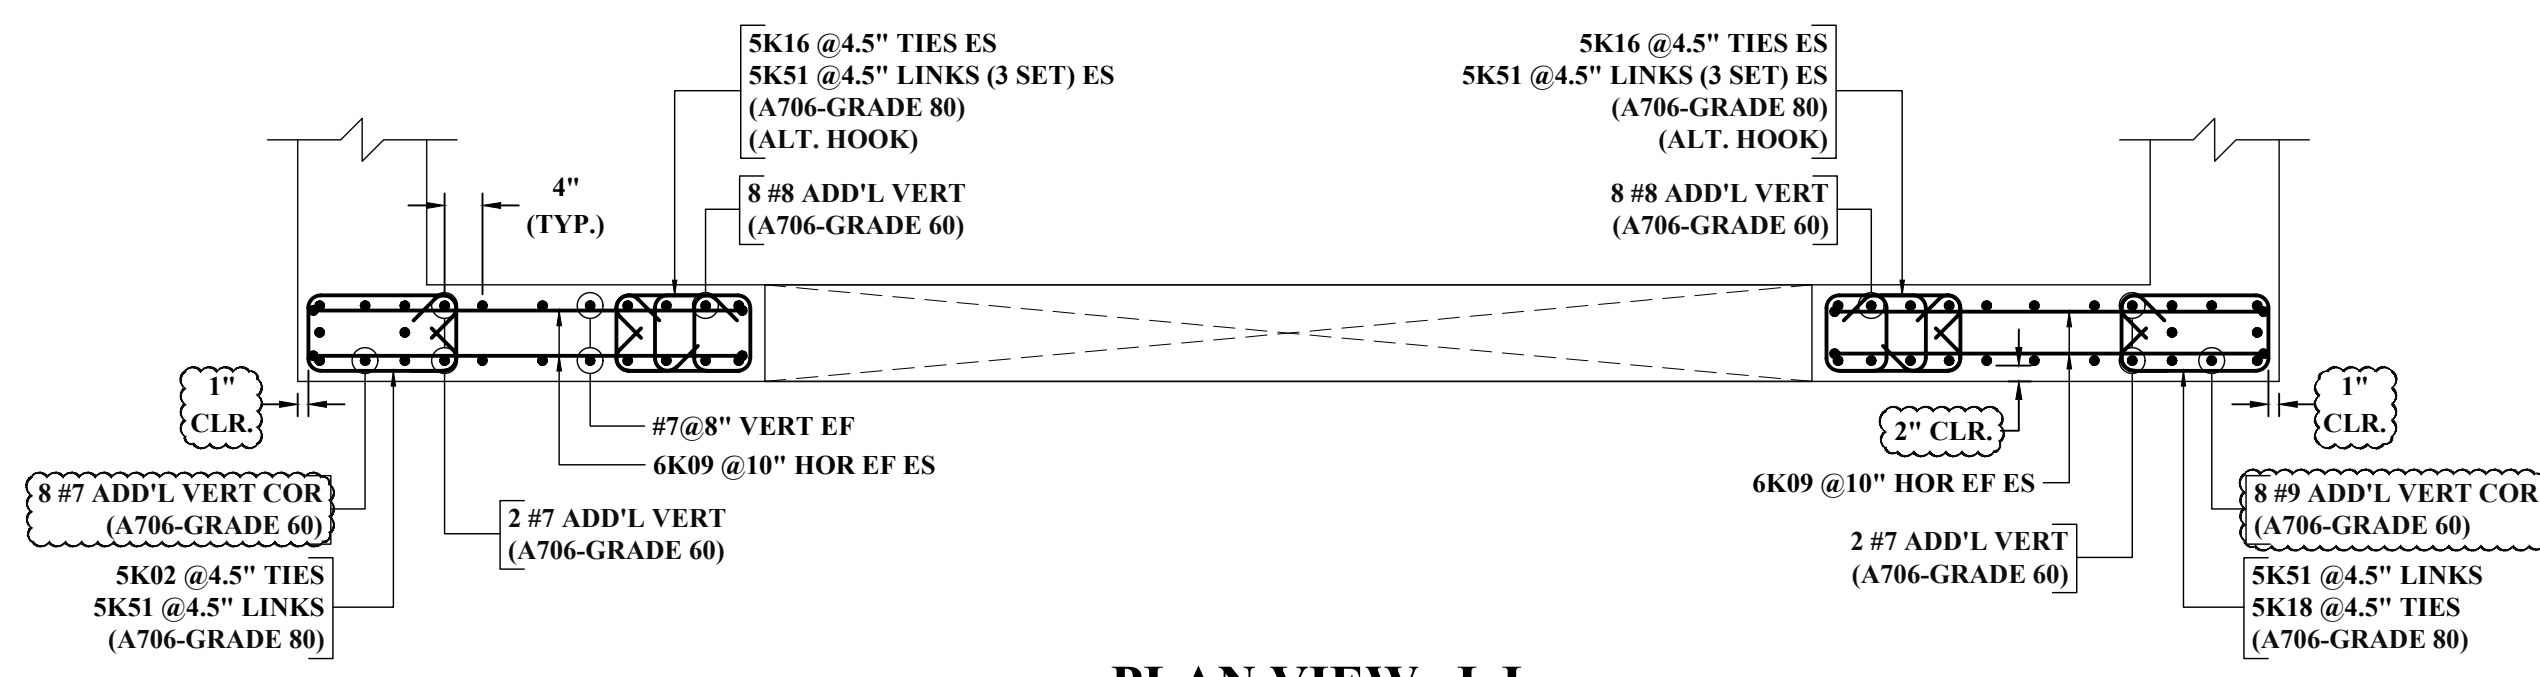 5K16 @4.5" TIES ES
5K51 @4.5" LINKS (3 SET) ES
(A706-GRADE 80)
(ALT. HOOK)
5K16 @4.5" TIES ES
5K51 @4.5" LINKS (3 SET) ES
(A706-GRADE 80)
(ALT. HOOK)
4"
(TYP.)
8 #8 ADD'L VERT
(A706-GRADE 60)
8 #8 ADD'L VERT
(A706-GRADE 60)
1"
CLR.
#7@8" VERT EF
6K09 @10" HOR EF ES
2" CLR.
1"
CLR.
6K09 @10" HOR EF ES
8 #7 ADD'L VERT COR
(A706-GRADE 60)
2 #7 ADD'L VERT
(A706-GRADE 60)
8 #9 ADD'L VERT COR
(A706-GRADE 60)
2 #7 ADD'L VERT
(A706-GRADE 60)
5K02 @4.5" TIES
5K51 @4.5" LINKS
(A706-GRADE 80)
5K51 @4.5" LINKS
5K18 @4.5" TIES
(A706-GRADE 80)
PLAN VIEW